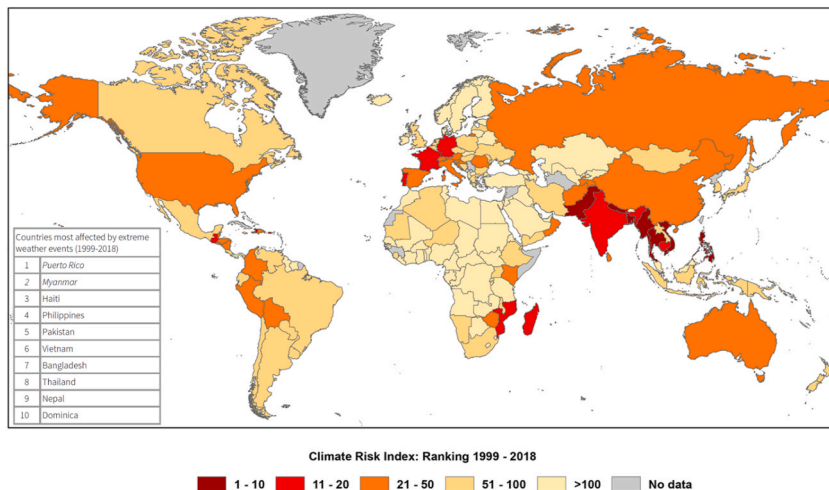 Countries most affected by extreme
weather events (1999-2018)
1 Puerto Rico
2 Myanmar
3 Haiti
4 Philippines
5 Pakistan
6 Vietnam
7 Bangladesh
8 Thailand
9 Nepal
10 Dominica
Climate Risk Index: Ranking 1999 - 2018
1 - 10 11 - 20 21 - 50 51 - 100 >100 No data